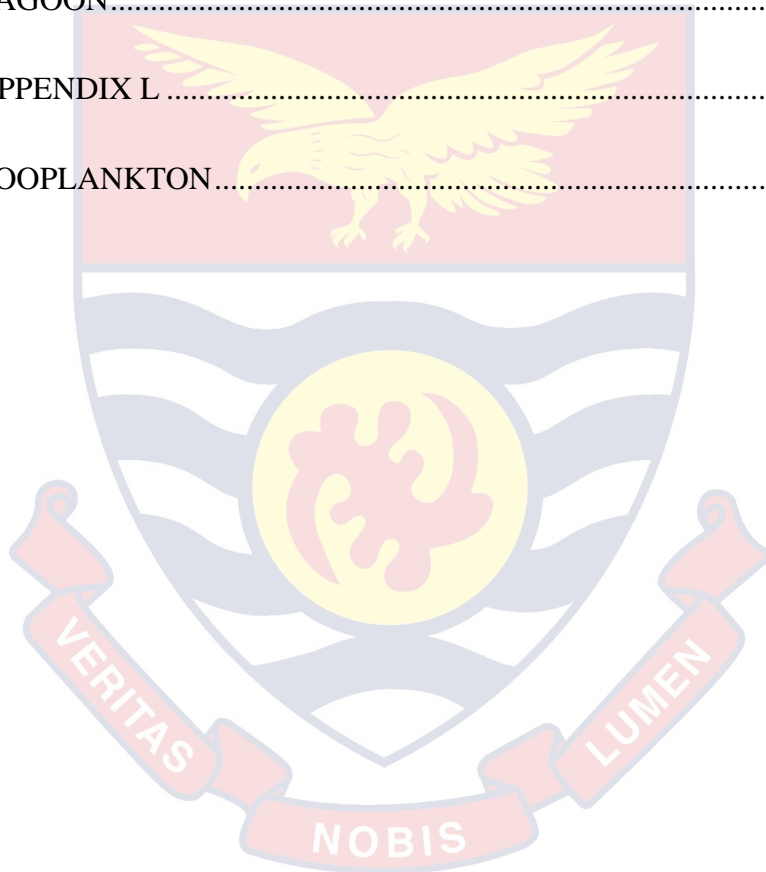 AGOON
PPENDIX L
OOPLANKTON
VERITAS
NOBIS
LUMEN